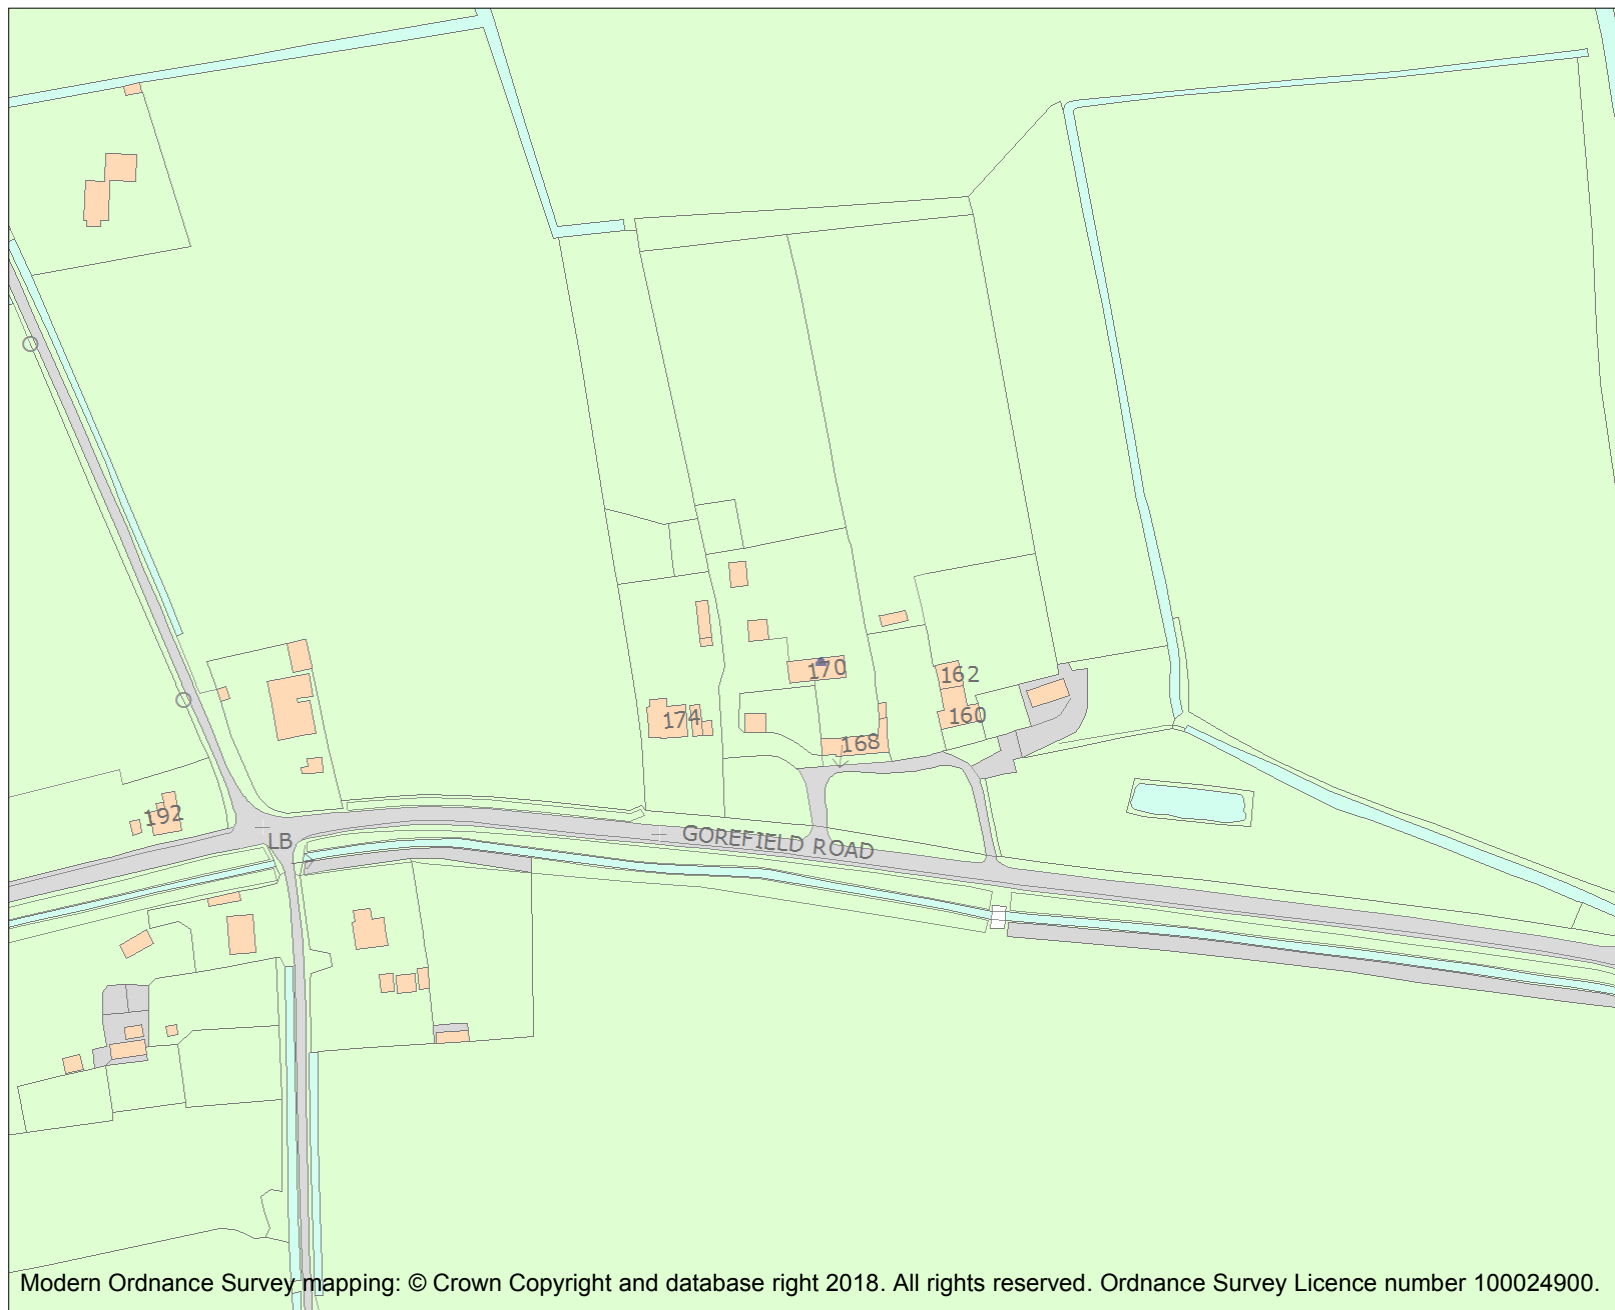 170
162
174
160
168
192
LB
GOREFIELD ROAD
Modern Ordnance Survey mapping: © Crown Copyright and database right 2018. All rights reserved. Ordnance Survey Licence number 100024900.